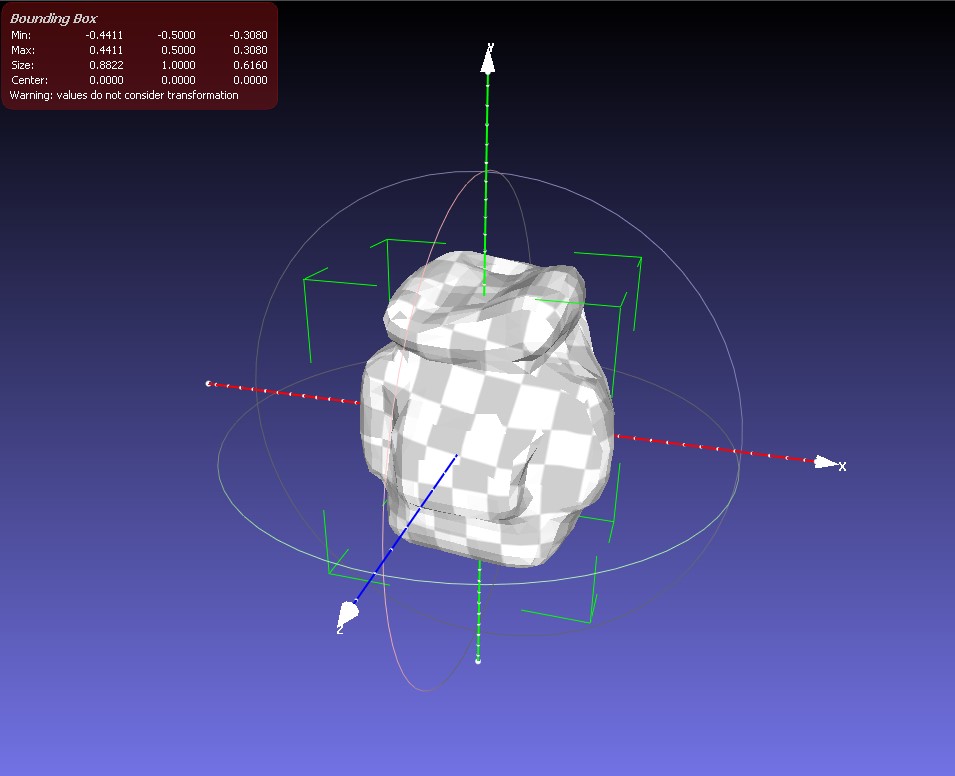 Bounding Box
Min: -0.4411 -0.5000 -0.3080
Max: 0.4411 0.5000 0.3080
Size: 0.8822 1.0000 0.6160
Center: 0.0000 0.0000 0.0000
Warning: values do not consider transformation
Y
X
Z